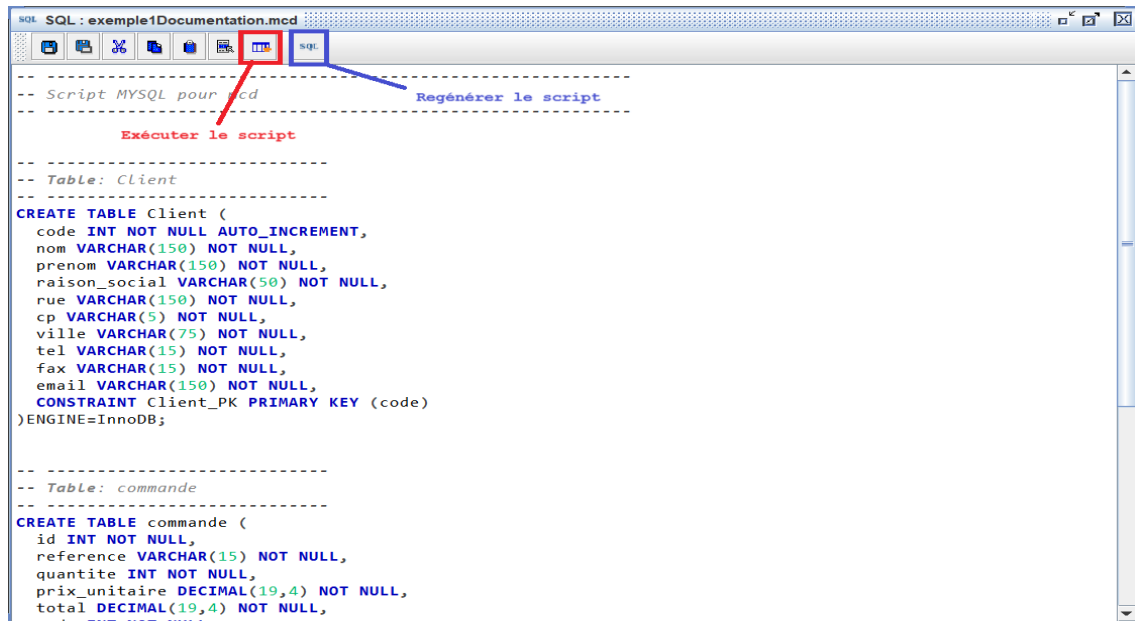 SQL SQL : exemple1Documentation.mcd
SQL
-- -----------------------------------------------------------
-- Script MYSQL pour mcd
Regénérer le script
-- -----------------------------------------------------------
Exécuter le script
-- ----------------------------
-- Table: Client
-- ----------------------------
CREATE TABLE Client (
code INT NOT NULL AUTO_INCREMENT,
nom VARCHAR(150) NOT NULL,
prenom VARCHAR(150) NOT NULL,
raison_social VARCHAR(50) NOT NULL,
rue VARCHAR(150) NOT NULL,
cp VARCHAR(5) NOT NULL,
ville VARCHAR(75) NOT NULL,
tel VARCHAR(15) NOT NULL,
fax VARCHAR(15) NOT NULL,
email VARCHAR(150) NOT NULL,
CONSTRAINT Client_PK PRIMARY KEY (code)
)ENGINE=InnoDB;
-- ----------------------------
-- Table: commande
-- ----------------------------
CREATE TABLE commande (
id INT NOT NULL,
reference VARCHAR(15) NOT NULL,
quantite INT NOT NULL,
prix_unitaire DECIMAL(19,4) NOT NULL,
total DECIMAL(19,4) NOT NULL,
INT NOT NULL